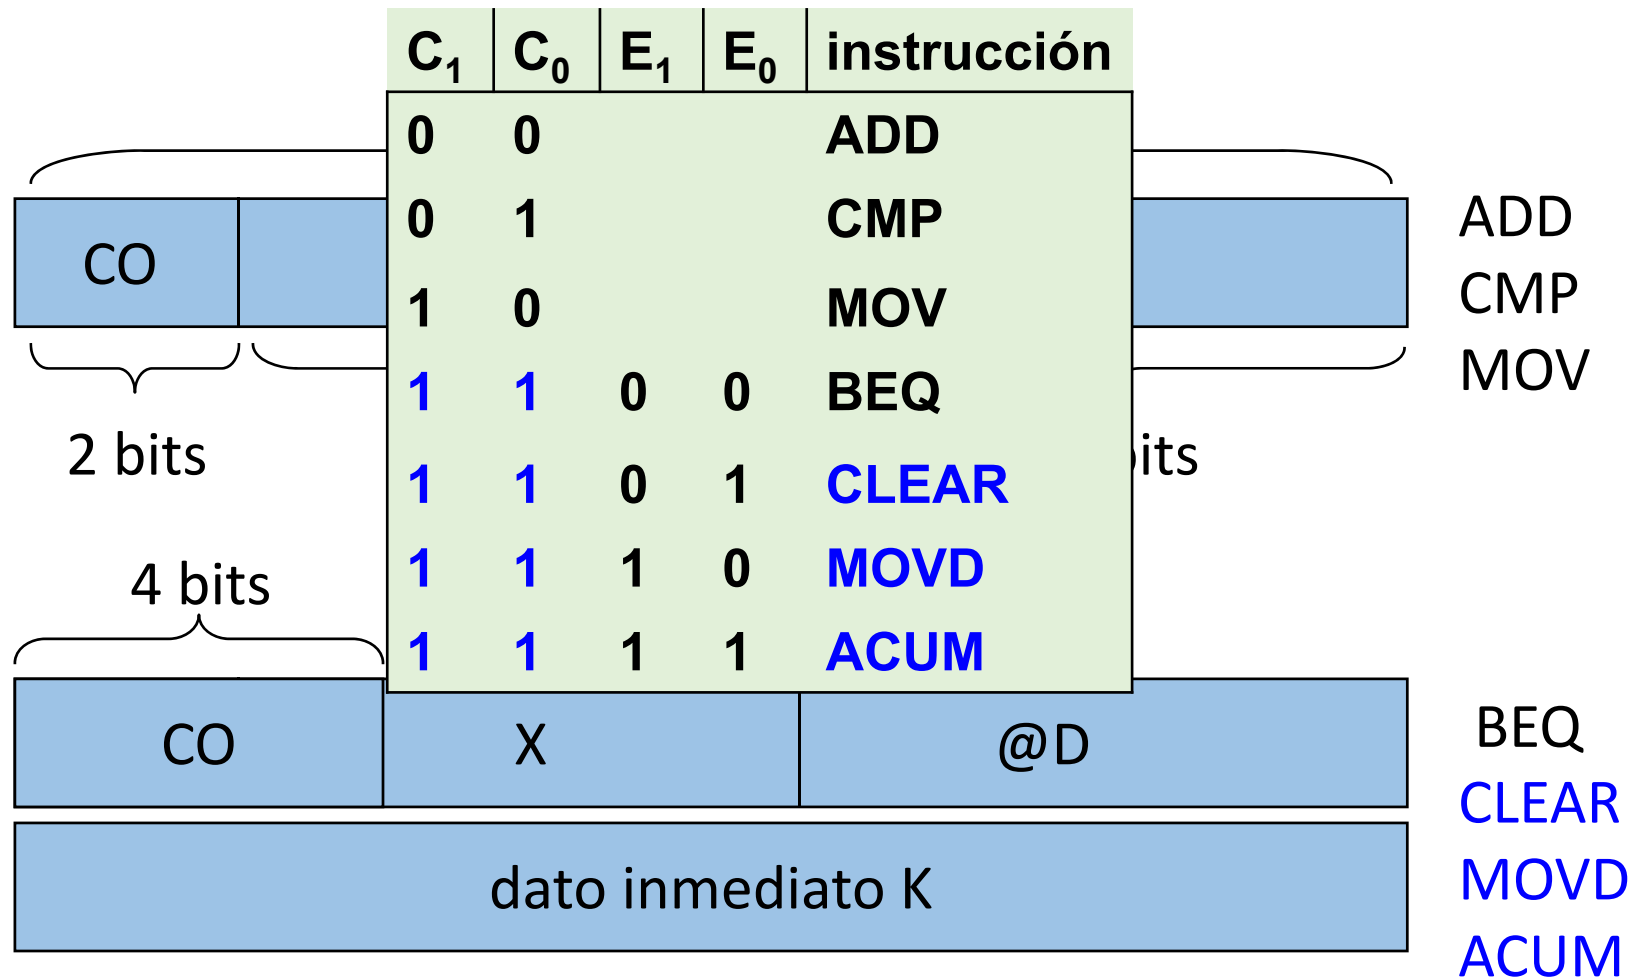 C1 C0 E1 E0 instrucción
0 0 ADD
0 1 CMP
1 0 MOV
1 1 0 0 BEQ
1 1 0 1 CLEAR
1 1 1 0 MOVD
1 1 1 1 ACUM
CO
ADD
CMP
MOV
2 bits
its
4 bits
CO X @D
dato inmediato K
BEQ
CLEAR
MOVD
ACUM